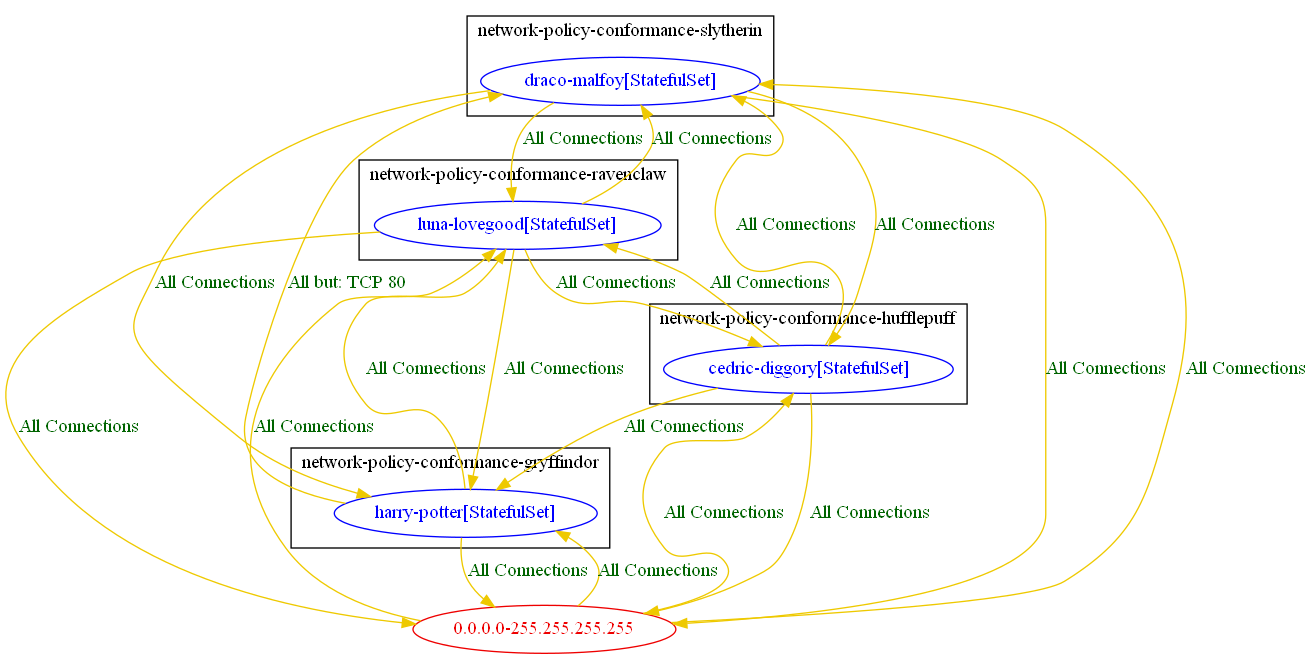 network-policy-conformance-slytherin
draco-malfoy[StatefulSet]
All Connections
All Connections
network-policy-conformance-ravenclaw
luna-lovegood[StatefulSet]
All Connections
All Connections
All Connections
All but: TCP 80
All Connections
All Connections
network-policy-conformance-hufflepuff
cedric-diggory[StatefulSet]
All Connections
All Connections
All Connections
All Connections
All Connections
All Connections
All Connections
network-policy-conformance-gryffindor
harry-potter[StatefulSet]
All Connections
All Connections
All Connections
All Connections
0.0.0.0-255.255.255.255